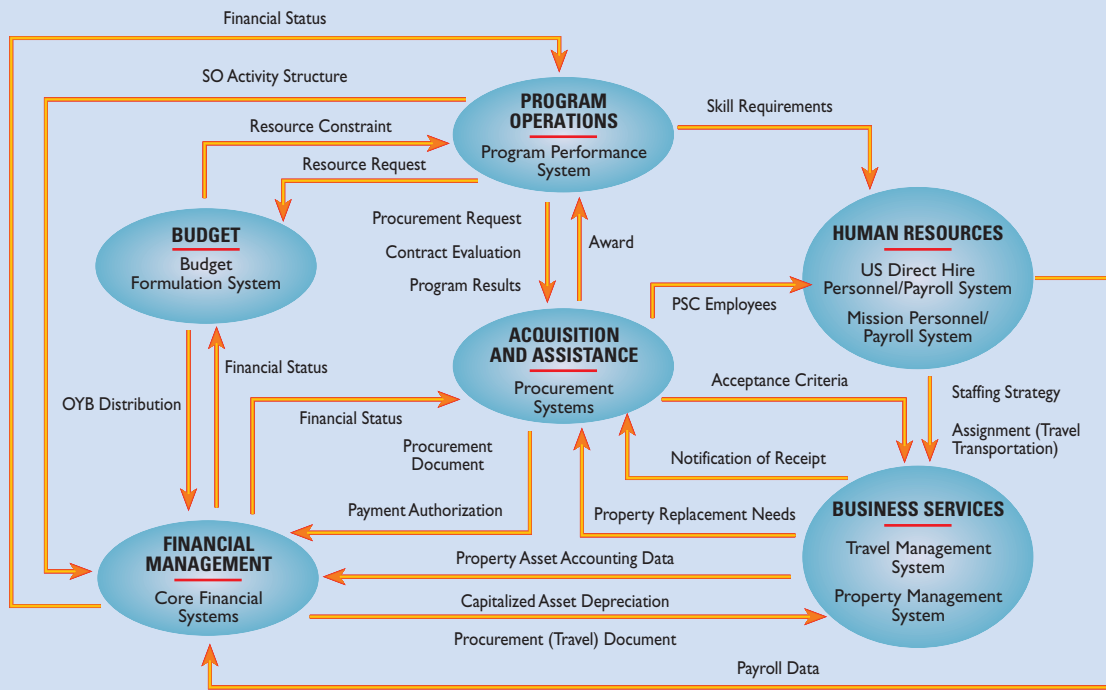 Financial Status
SO Activity Structure
Resource Constraint
Resource Request
PROGRAM
OPERATIONS
Program Performance
System
Skill Requirements
BUDGET
Budget
Formulation System
Procurement Request
Contract Evaluation
Program Results
Award
HUMAN RESOURCES
US Direct Hire
Personnel/Payroll System
Mission Personnel/
Payroll System
PSC Employees
ACQUISITION
AND ASSISTANCE
Procurement
Systems
Financial Status
OYB Distribution
Financial Status
Acceptance Criteria
Staffing Strategy
Assignment (Travel
Transportation)
Procurement
Document
Notification of Receipt
Payment Authorization
Property Replacement Needs
BUSINESS SERVICES
Travel Management
System
Property Management
System
FINANCIAL
MANAGEMENT
Core Financial
Systems
Property Asset Accounting Data
Capitalized Asset Depreciation
Procurement (Travel) Document
Payroll Data